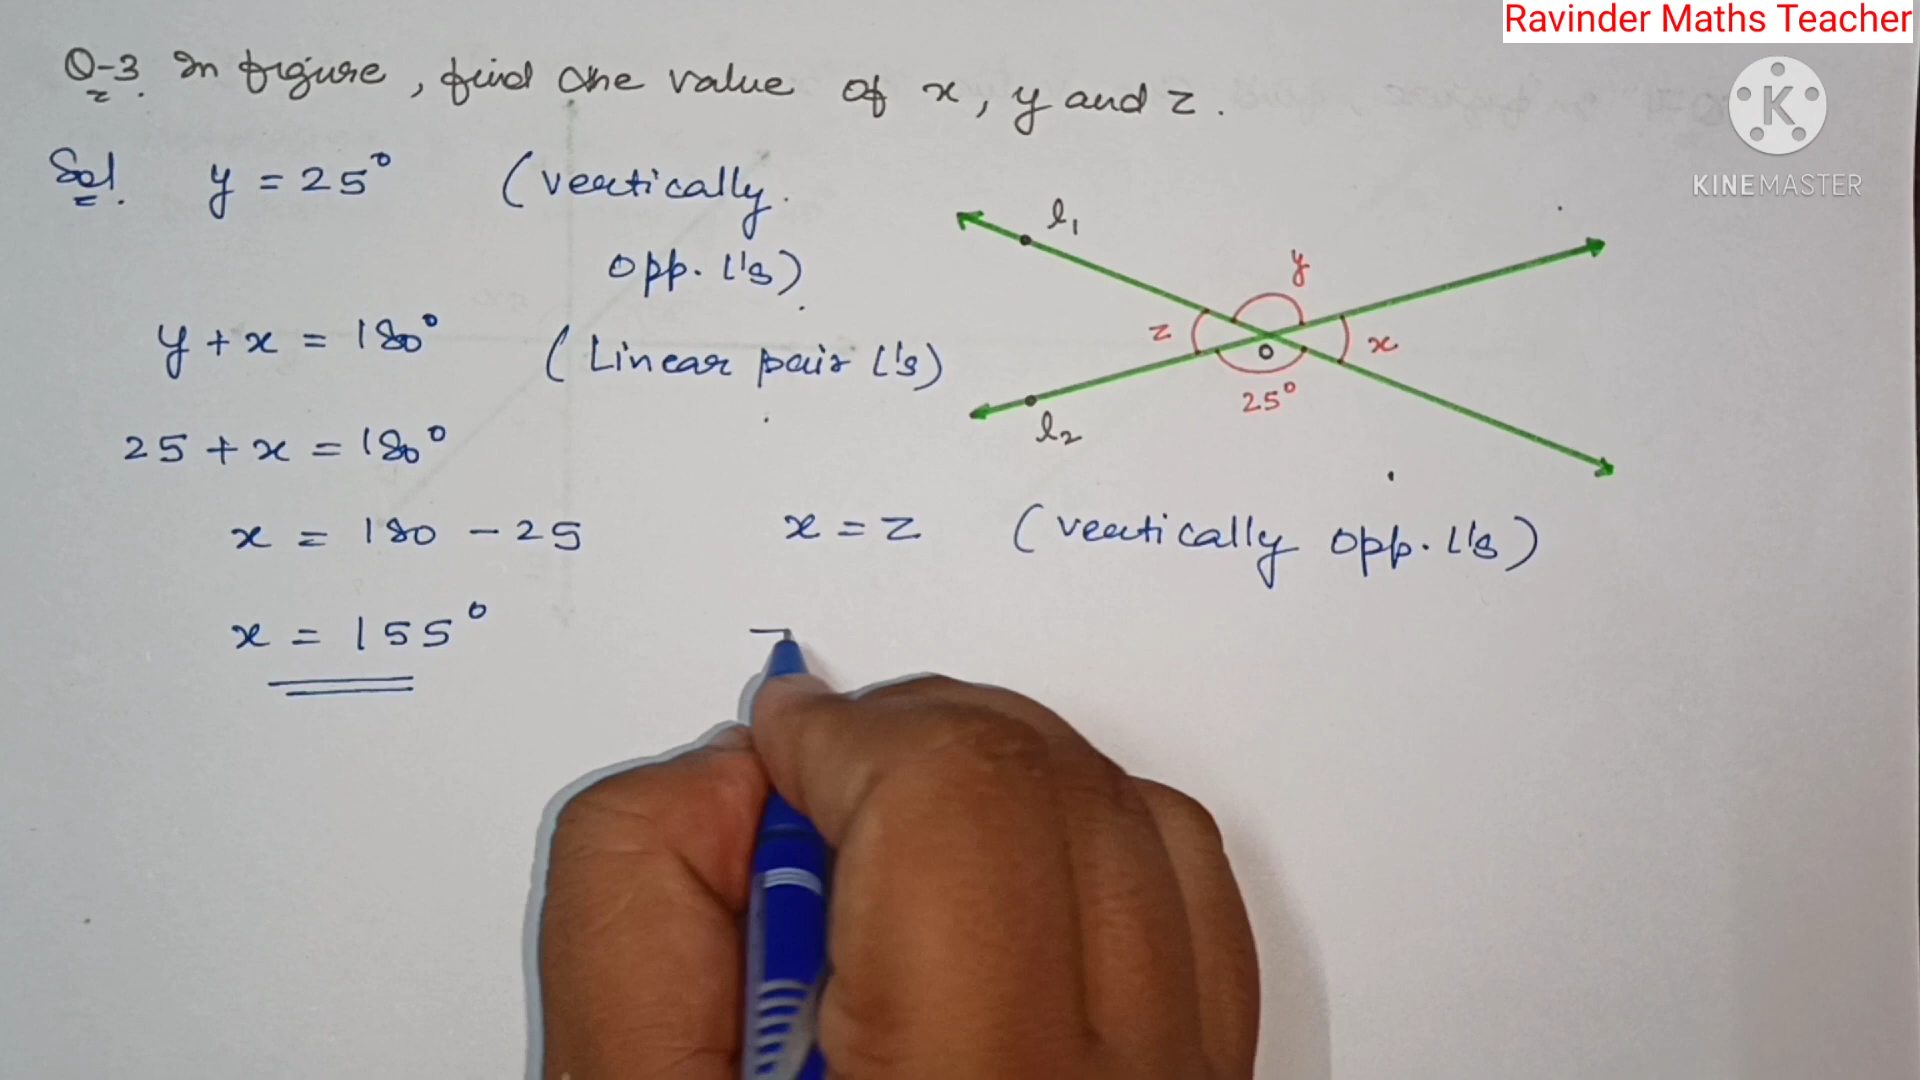 Ravinder Maths Teacher
Q-3. In figure, find the value of x, y and z.
KINEMASTER
Sol. y = 25° (vertically
opp. ∠'s)
y + x = 180° (Linear pair ∠'s)
25 + x = 180°
x = 180 - 25
x = 155°
l₁
y
z
x
O
25°
l₂
x = z (vertically opp. ∠'s)